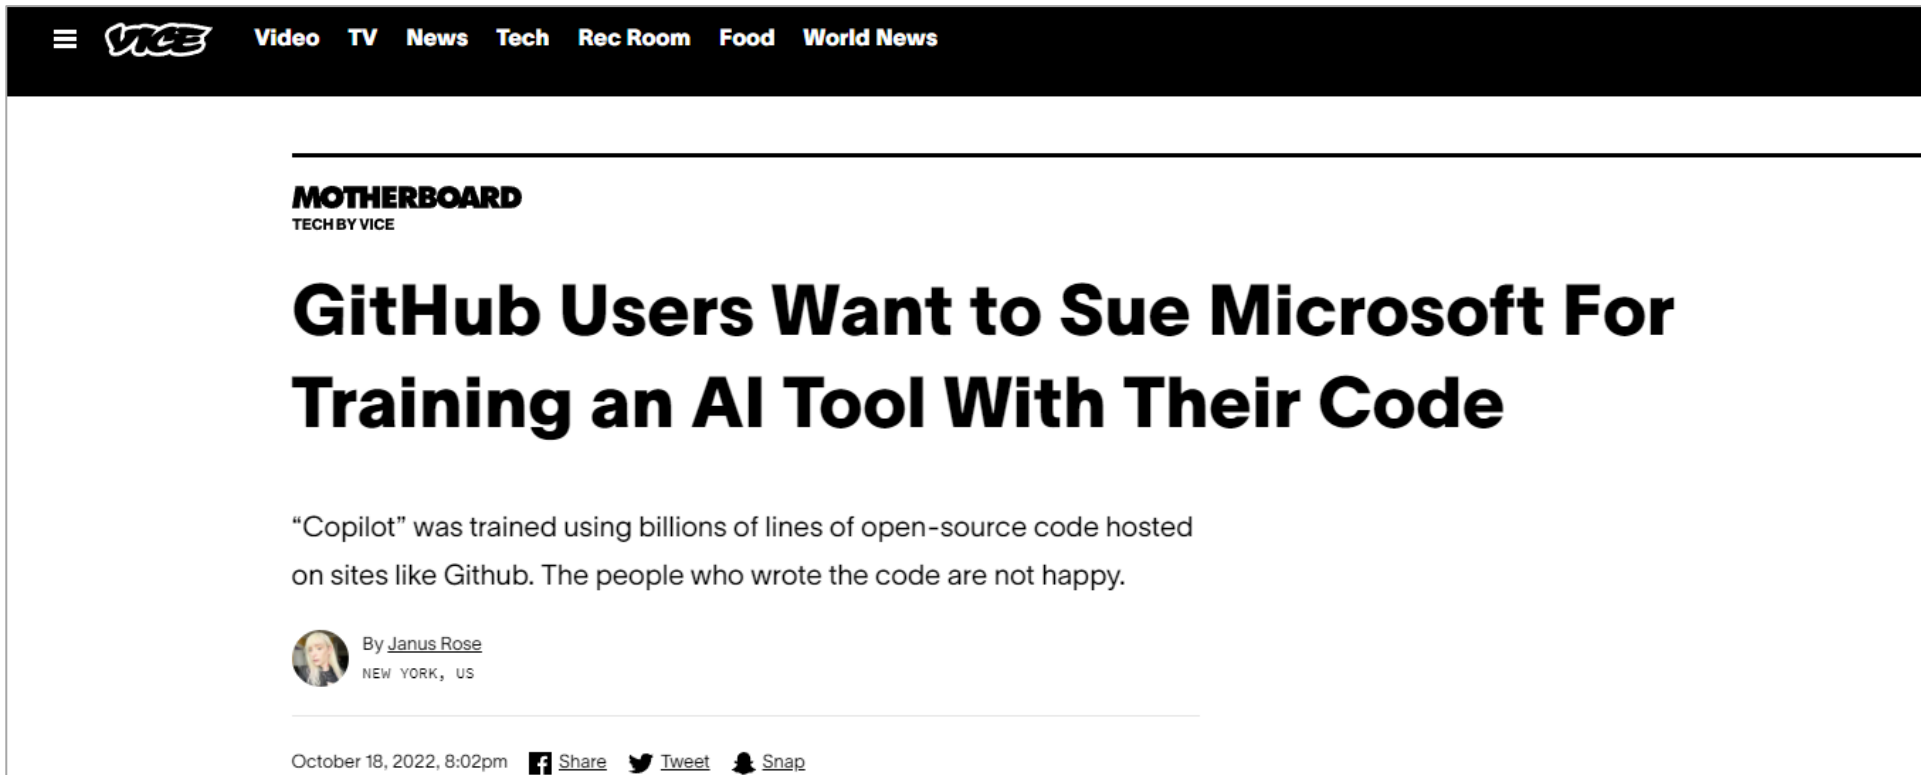 VICE Video TV News Tech Rec Room Food World News
MOTHERBOARD
TECH BY VICE
GitHub Users Want to Sue Microsoft For
Training an AI Tool With Their Code
“Copilot” was trained using billions of lines of open-source code hosted
on sites like Github. The people who wrote the code are not happy.
By Janus Rose
NEW YORK, US
October 18, 2022, 8:02pm Share Tweet Snap